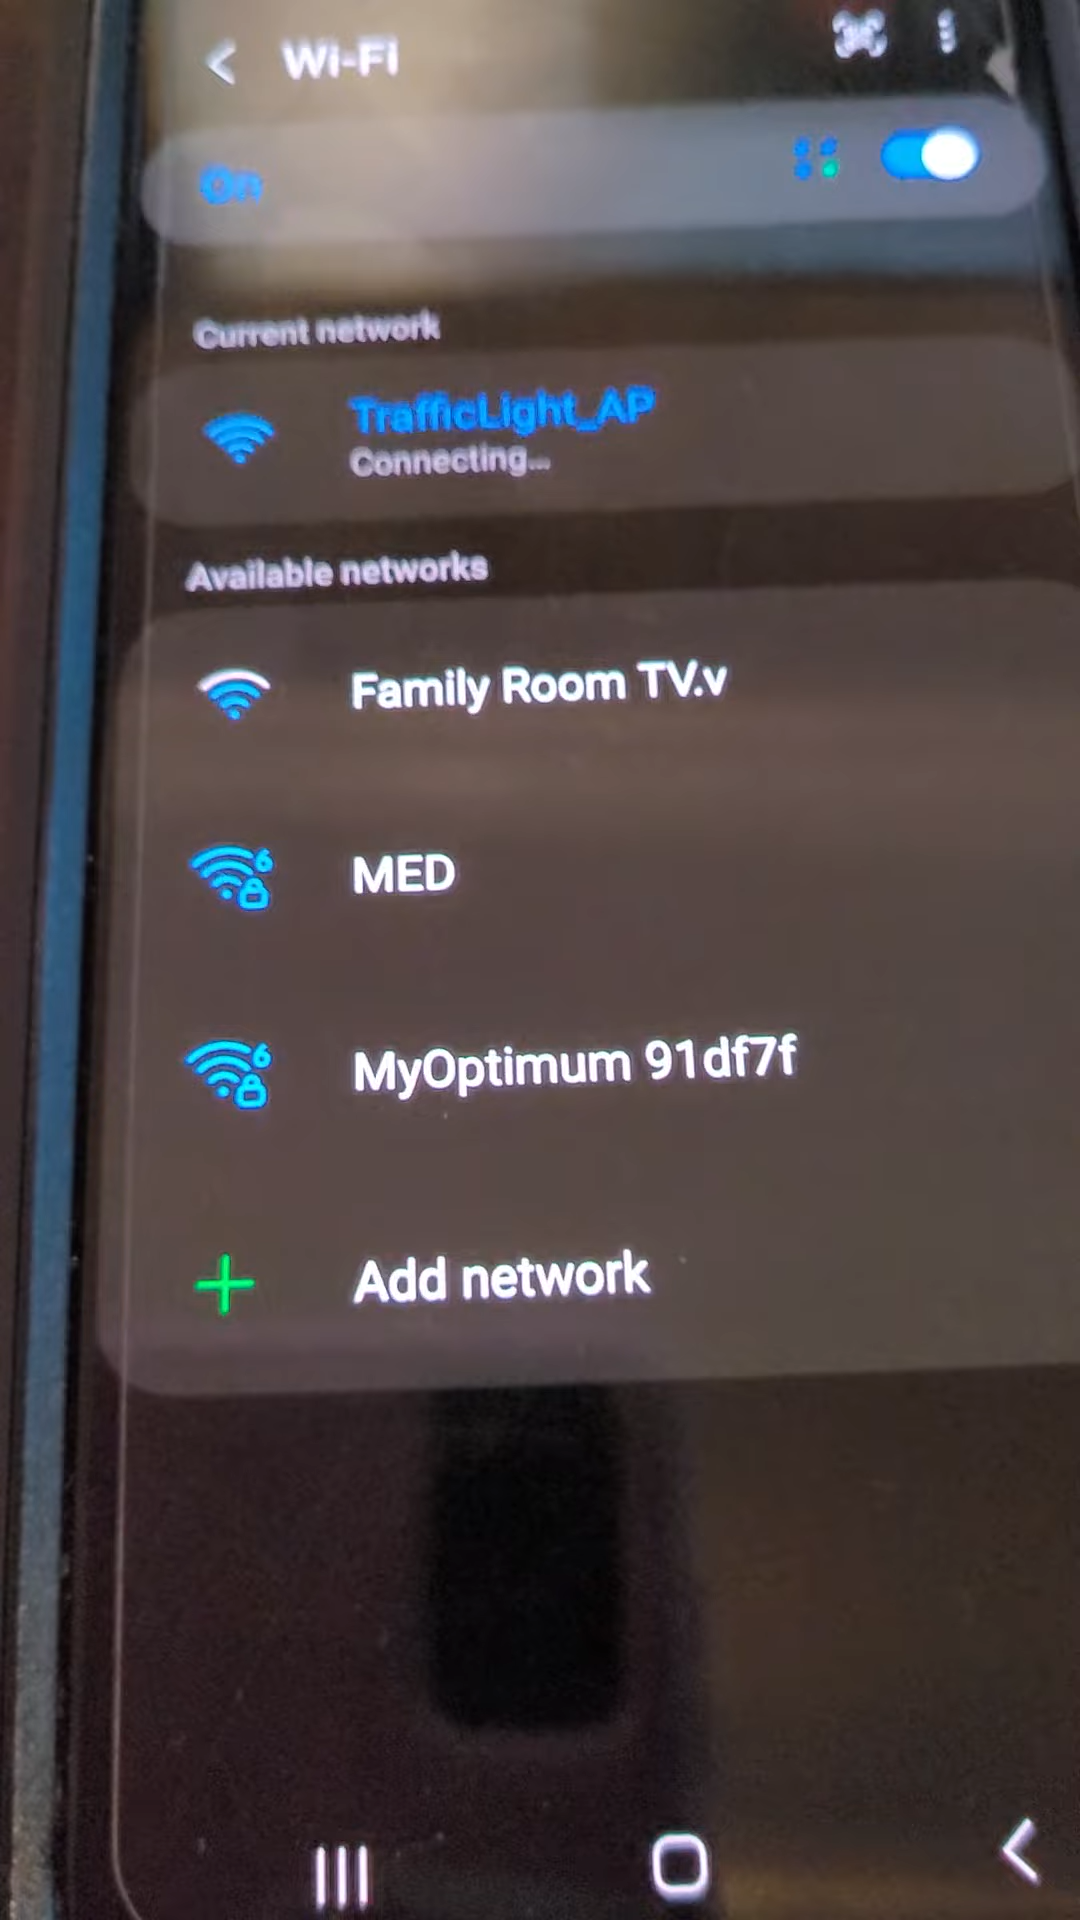 Wi-Fi
On
Current network
TrafficLight_AP
Connecting...
Available networks
Family Room TV.v
MED
MyOptimum 91df7f
Add network